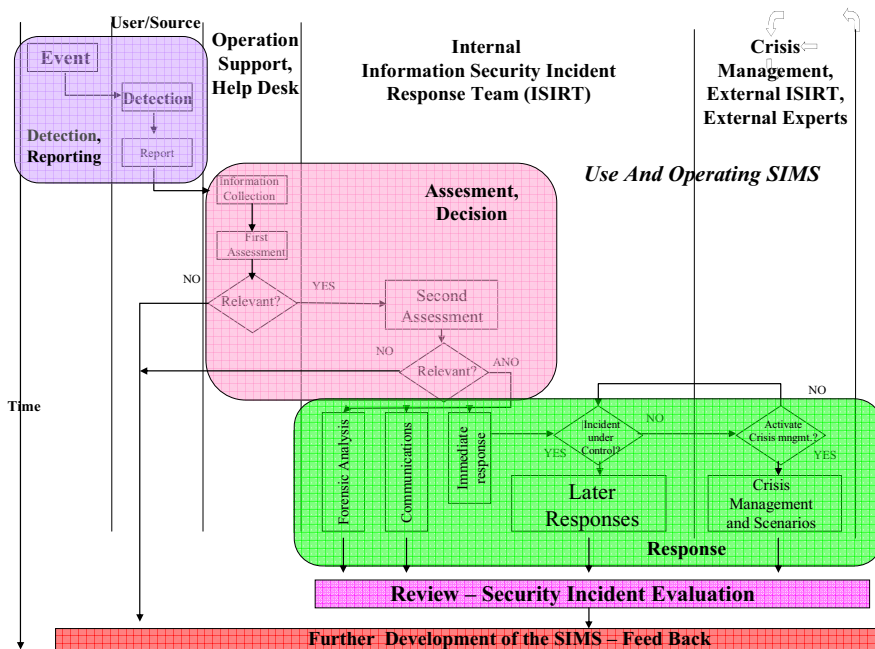 User/Source
Operation
Support,
Help Desk
Internal
Information Security Incident
Response Team (ISIRT)
Crisis
Management,
External ISIRT,
External Experts
Event
Detection
Detection,
Reporting
Report
Use And Operating SIMS
Information
Collection
Assesment,
Decision
First
Assessment
NO
YES
Relevant?
Second
Assessment
NO
ANO
Relevant?
Time
NO
Forensic Analysis
Communications
Immediate
response
Incident
under
Control?
NO
YES
Activate
Crisis mngmt.?
YES
Later
Responses
Crisis
Management
and Scenarios
Response
Review – Security Incident Evaluation
Further Development of the SIMS – Feed Back